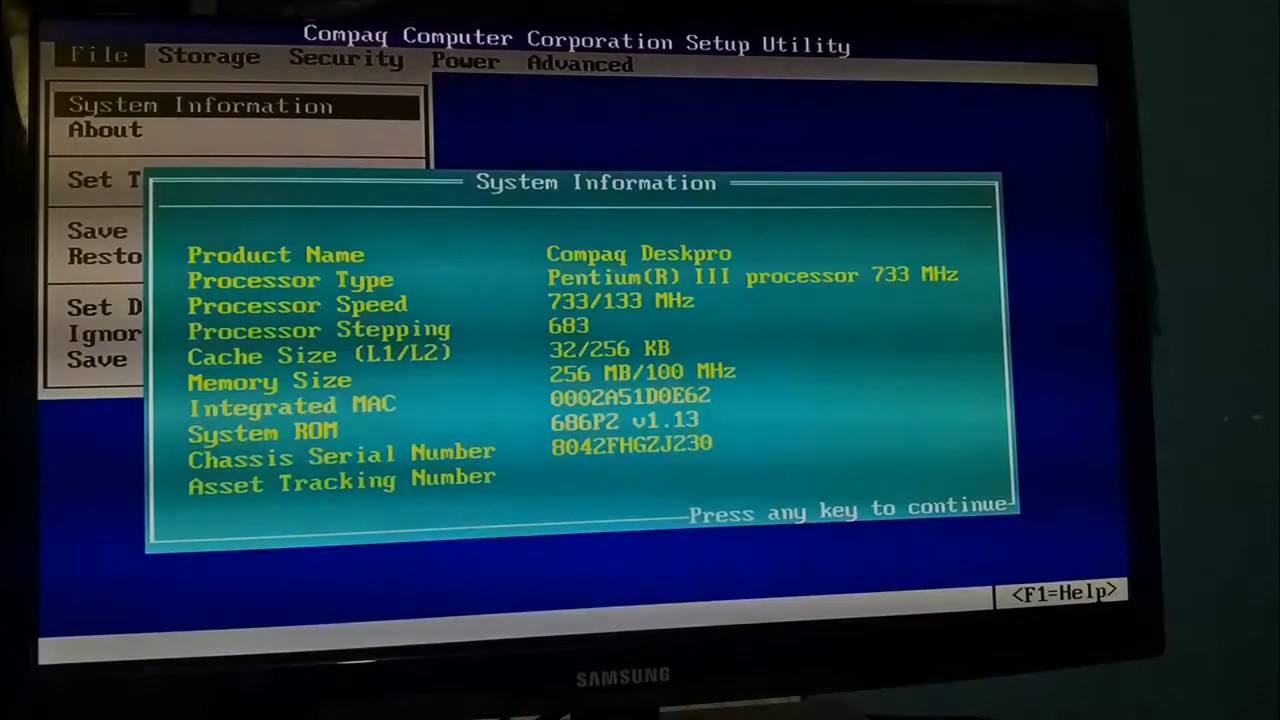 Compaq Computer Corporation Setup Utility
File Storage Security Power Advanced
System Information
About
Set T
Save
Resto
Set D
Ignor
Save
System Information
Product Name Compaq Deskpro
Processor Type Pentium(R) III processor 733 MHz
Processor Speed 733/133 MHz
Processor Stepping 683
Cache Size (L1/L2) 32/256 KB
Memory Size 256 MB/100 MHz
Integrated MAC 0002A51D0E62
System ROM 686P2 v1.13
Chassis Serial Number 8042FHGZJ230
Asset Tracking Number
Press any key to continue
<F1=Help>
SAMSUNG